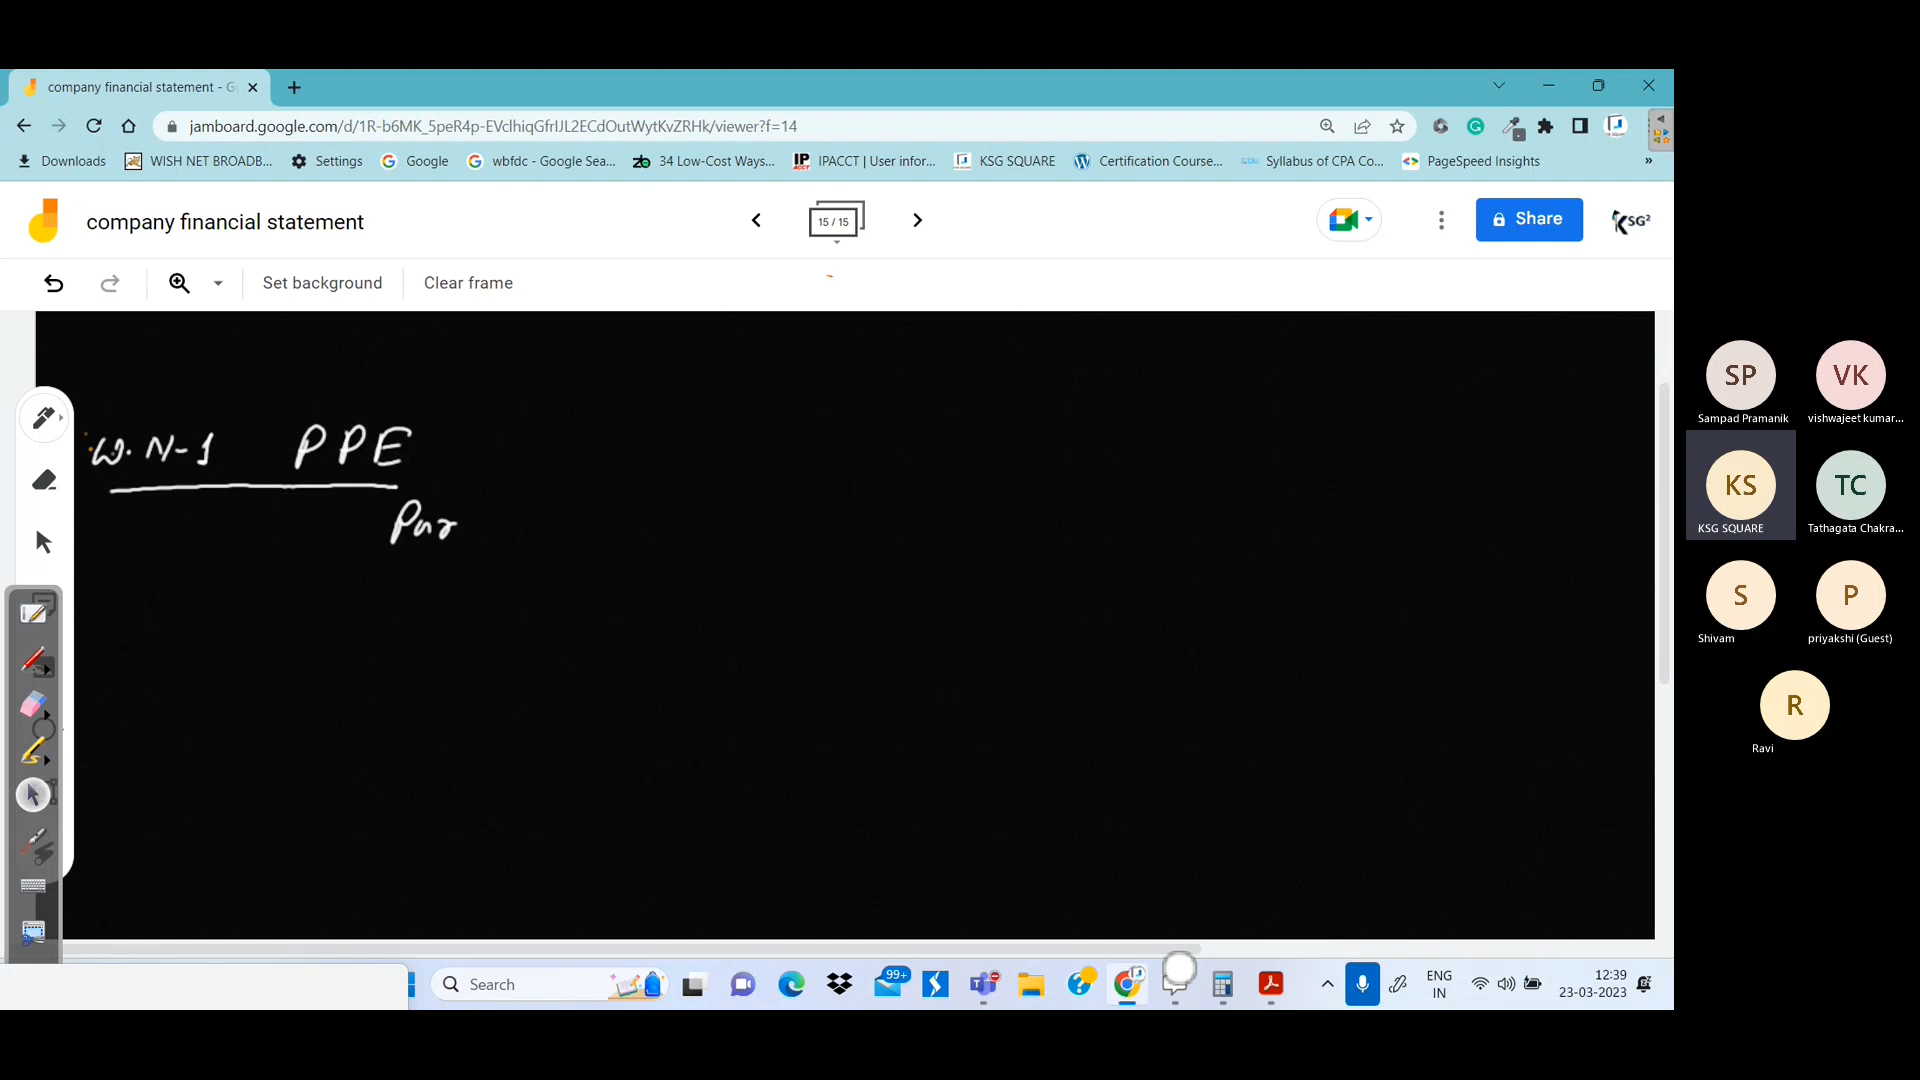 company financial statement - G
jamboard.google.com/d/1R-b6MK_5peR4p-EVclhiqGfrIJL2ECdOutWytKvZRHk/viewer?f=14
Downloads WISH NET BROADB... Settings Google wbfdc - Google Sea... 34 Low-Cost Ways... IPACCT | User infor... KSG SQUARE Certification Course... Syllabus of CPA Co... PageSpeed Insights »
company financial statement 15 / 15 Share KSG²
Set background Clear frame
W.N-1 PPE
Par
SP VK
Sampad Pramanik vishwajeet kumar...
KS TC
KSG SQUARE Tathagata Chakra...
S P
Shivam priyakshi (Guest)
R
Ravi
Search 99+ ENG 12:39
IN 23-03-2023